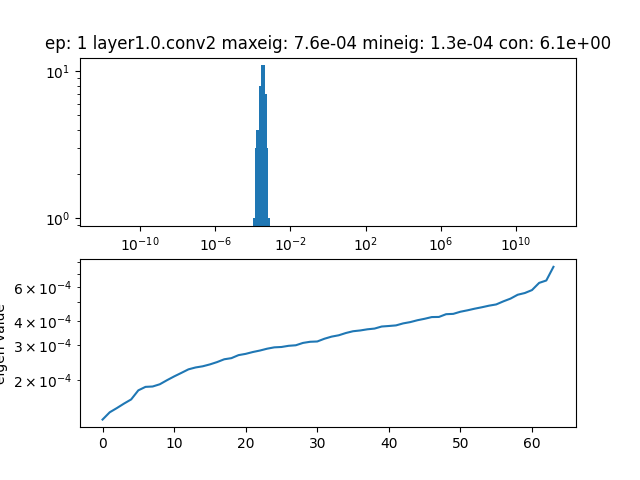 ep: 1 layer1.0.conv2 maxeig: 7.6e-04 mineig: 1.3e-04 con: 6.1e+00
10^1
10^0
10^-10 10^-6 10^-2 10^2 10^6 10^10
6 × 10^-4
4 × 10^-4
3 × 10^-4
2 × 10^-4
eigen value
0 10 20 30 40 50 60